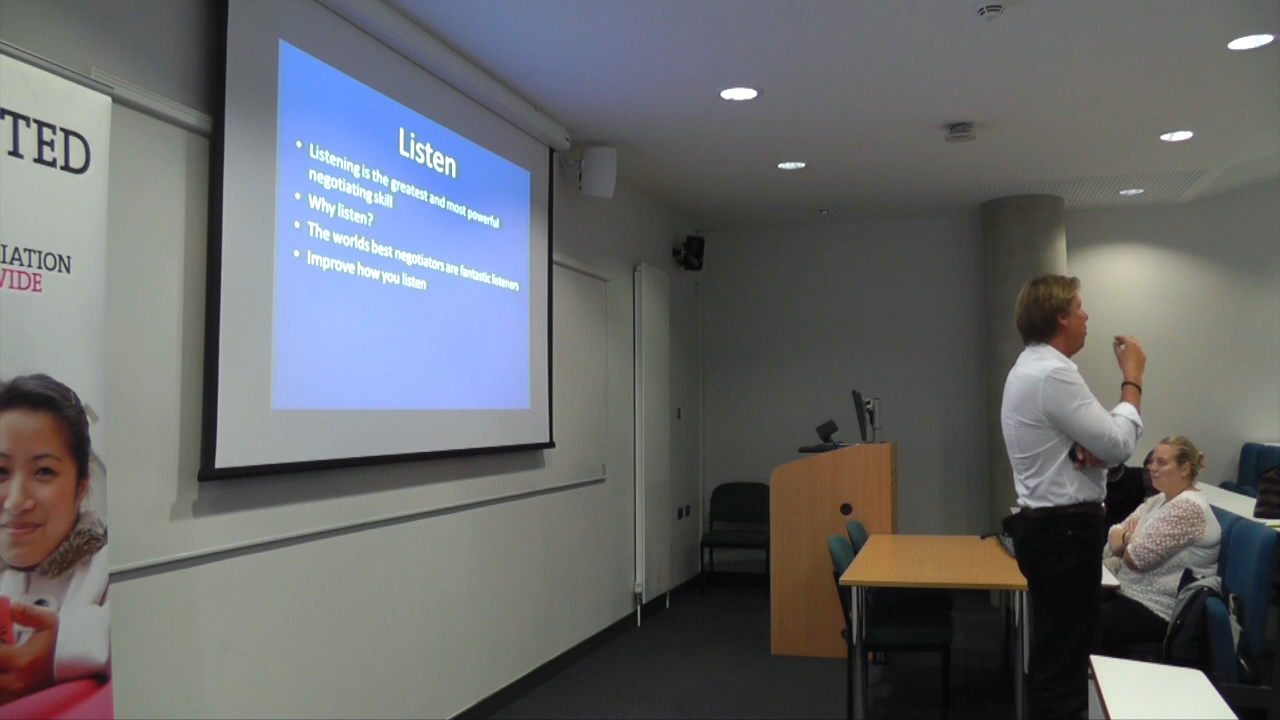 TED
IATION
VIDE
Listen
• Listening is the greatest and most powerful
negotiating skill
• Why listen?
• The worlds best negotiators are fantastic listeners
• Improve how you listen